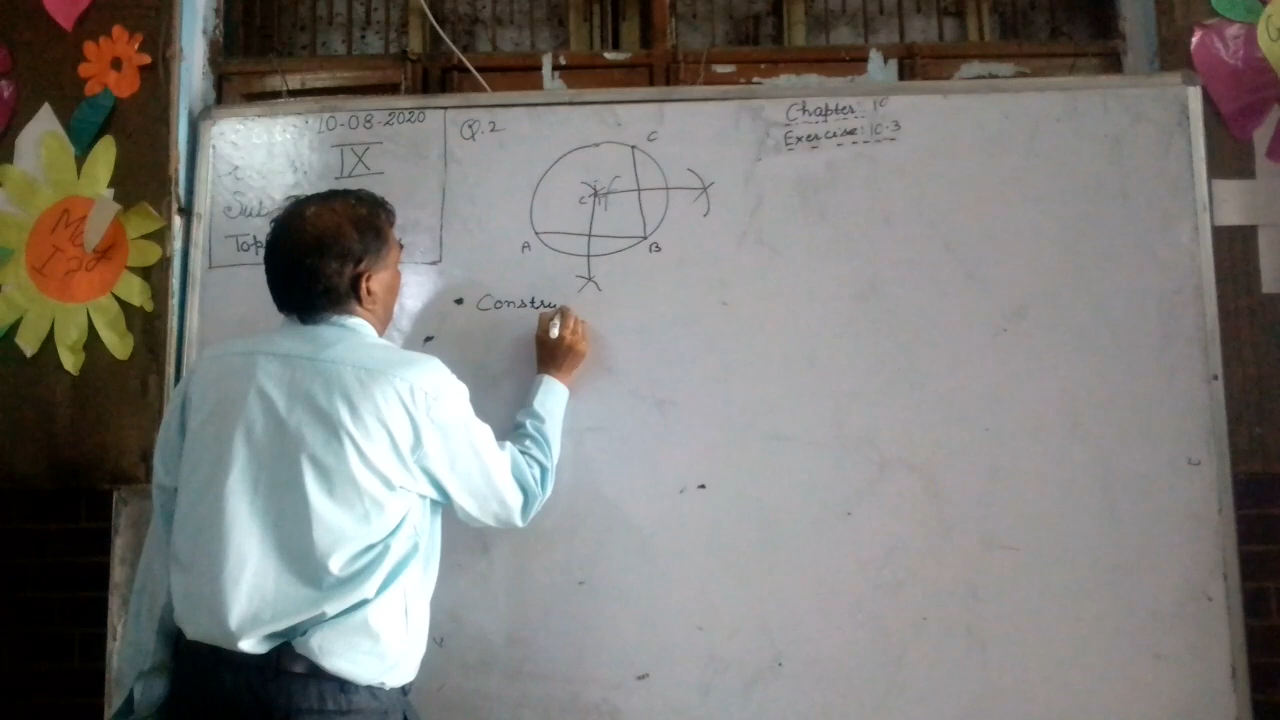 10-08-2020
IX
Sub
Top
Q.2
Chapter: 10
Exercise: 10.3
C
A
B
• Constru